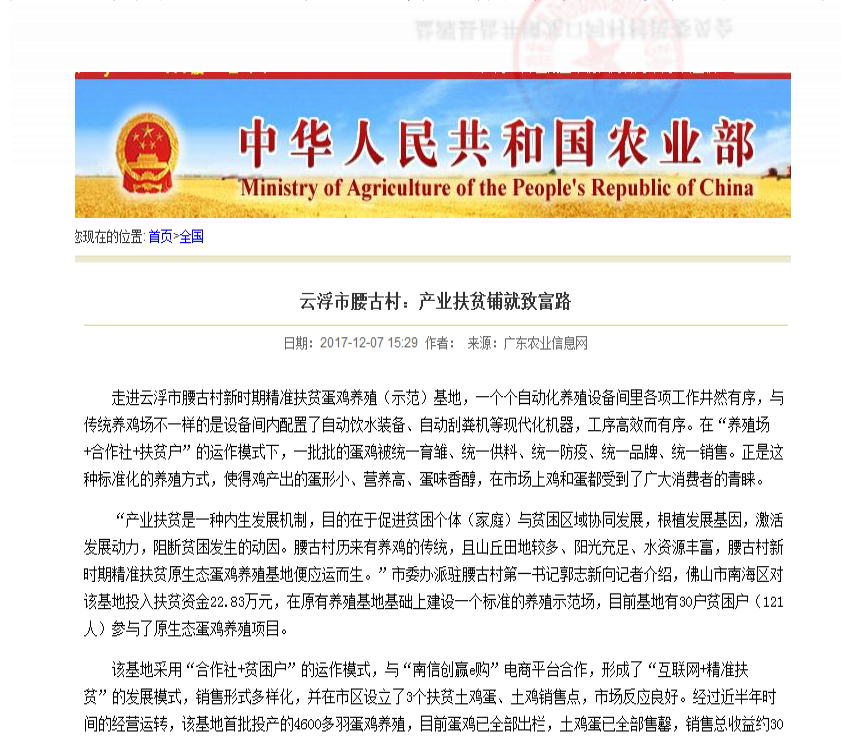 中华人民共和国农业部
Ministry of Agriculture of the People's Republic of China
您现在的位置: 首页>全国
云浮市腰古村：产业扶贫铺就致富路
日期：2017-12-07 15:29 作者： 来源：广东农业信息网
走进云浮市腰古村新时期精准扶贫蛋鸡养殖（示范）基地，一个个自动化养殖设备间里各项工作井然有序，与
传统养鸡场不一样的是设备间内配置了自动饮水装备、自动刮粪机等现代化机器，工序高效而有序。在“养殖场
+合作社+扶贫户”的运作模式下，一批批的蛋鸡被统一育雏、统一供料、统一防疫、统一品牌、统一销售。正是这
种标准化的养殖方式，使得鸡产出的蛋形小、营养高、蛋味香醇，在市场上鸡和蛋都受到了广大消费者的青睐。
“产业扶贫是一种内生发展机制，目的在于促进贫困个体（家庭）与贫困区域协同发展，根植发展基因，激活
发展动力，阻断贫困发生的动因。腰古村历来有养鸡的传统，且山丘田地较多、阳光充足、水资源丰富，腰古村新
时期精准扶贫原生态蛋鸡养殖基地便应运而生。”市委办派驻腰古村第一书记郭志新向记者介绍，佛山市南海区对
该基地投入扶贫资金22.83万元，在原有养殖基地基础上建设一个标准的养殖示范场，目前基地有30户贫困户（121
人）参与了原生态蛋鸡养殖项目。
该基地采用“合作社+贫困户”的运作模式，与“南信创赢e购”电商平台合作，形成了“互联网+精准扶
贫”的发展模式，销售形式多样化，并在市区设立了3个扶贫土鸡蛋、土鸡销售点，市场反应良好。经过近半年时
间的经营运转，该基地首批投产的4600多羽蛋鸡养殖，目前蛋鸡已全部出栏，土鸡蛋已全部售罄，销售总收益约30